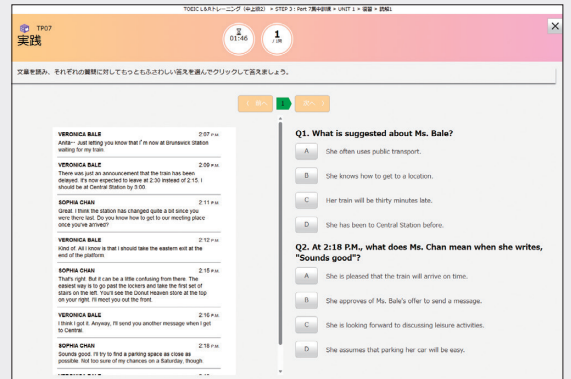 TOEIC L&Rトレーニング（中上級2） > STEP 3 : Part 7集中訓練 > UNIT 1 > 復習 > 読解1
TP07
実践
01:46
1
/1問
文章を読み、それぞれの質問に対してもっともふさわしい答えを選んでクリックして答えましょう。
前へ
1
次へ
VERONICA BALE 2:07 P.M.
Anita-- Just letting you know that I'm now at Brunswick Station
waiting for my train
VERONICA BALE 2:09 P.M.
There was just an announcement that the train has been
delayed. It's now expected to leave at 2:30 instead of 2:15. I
should be at Central Station by 3:00
SOPHIA CHAN 2:11 P.M.
Great. I think the station has changed quite a bit since you
were there last. Do you know how to get to our meeting place
once you've arrived?
VERONICA BALE 2:12 P.M.
Kind of. All I know is that I should take the eastern exit at the
end of the platform
SOPHIA CHAN 2:15 P.M.
That's right. But it can be a little confusing from there. The
easiest way is to go past the lockers and take the first set of
stairs on the left. You'll see the Donut Heaven store at the top
on your right. I'll meet you out the front.
VERONICA BALE 2:16 P.M.
I think I got it. Anyway, I'll send you another message when I get
to Central.
SOPHIA CHAN 2:18 P.M.
Sounds good. I'll try to find a parking space as close as
possible. Not too sure of my chances on a Saturday, though.
Q1. What is suggested about Ms. Bale?
A She often uses public transport.
B She knows how to get to a location.
C Her train will be thirty minutes late.
D She has been to Central Station before.
Q2. At 2:18 P.M., what does Ms. Chan mean when she writes,
"Sounds good"?
A She is pleased that the train will arrive on time.
B She approves of Ms. Bale's offer to send a message.
C She is looking forward to discussing leisure activities.
D She assumes that parking her car will be easy.